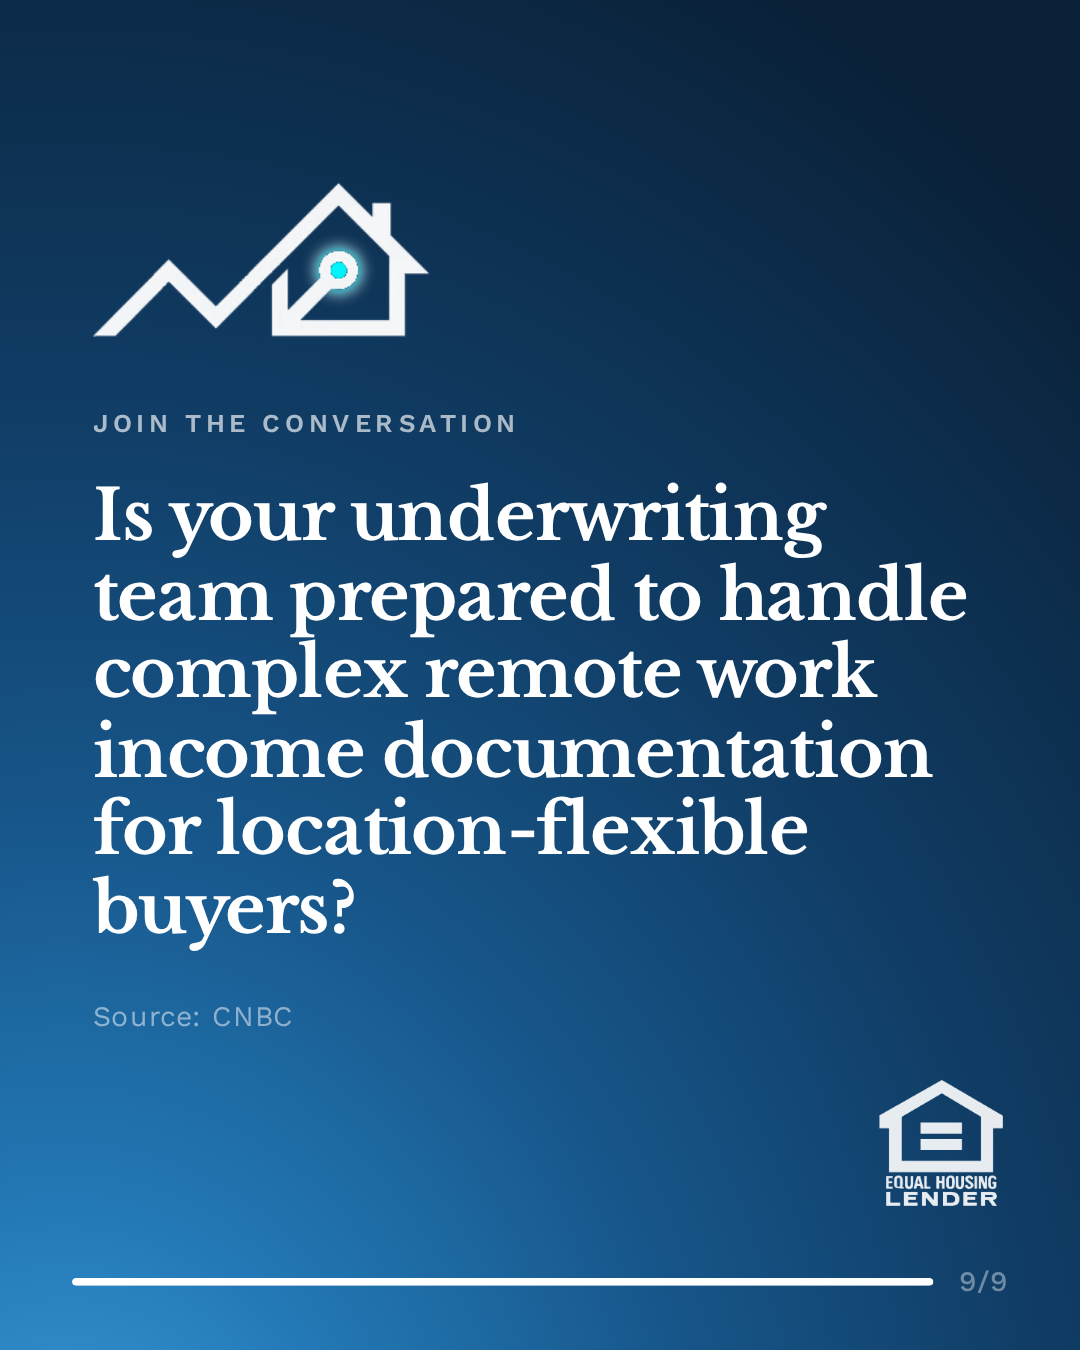 JOIN THE CONVERSATION
Is your underwriting
team prepared to handle
complex remote work
income documentation
for location-flexible
buyers?
Source: CNBC
EQUAL HOUSING
LENDER
9/9